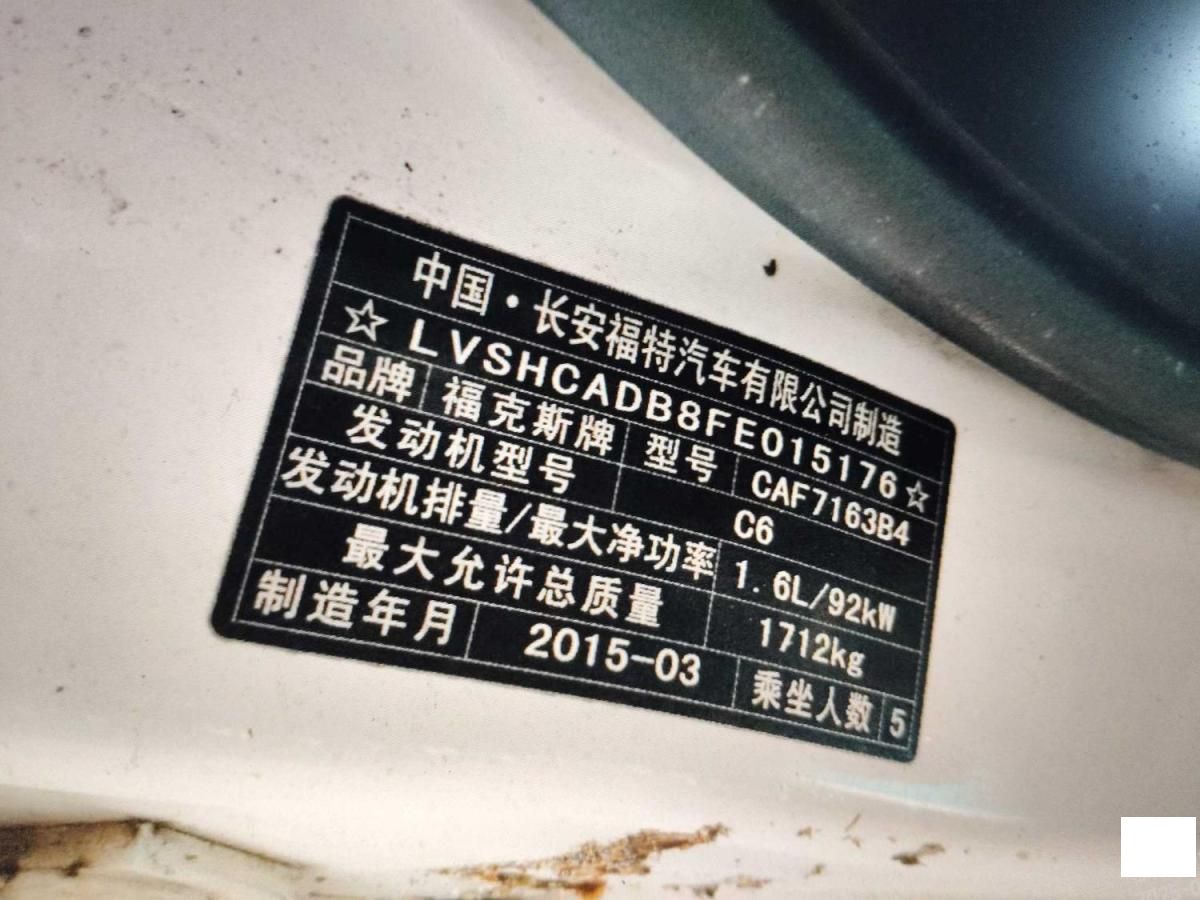 中国·长安福特汽车有限公司制造
☆LVSHCADB8FE015176☆
品牌 福克斯牌 型号 CAF7163B4
发动机型号 C6
发动机排量/最大净功率 1.6L/92kW
最大允许总质量 1712kg
制造年月 2015-03 乘坐人数 5